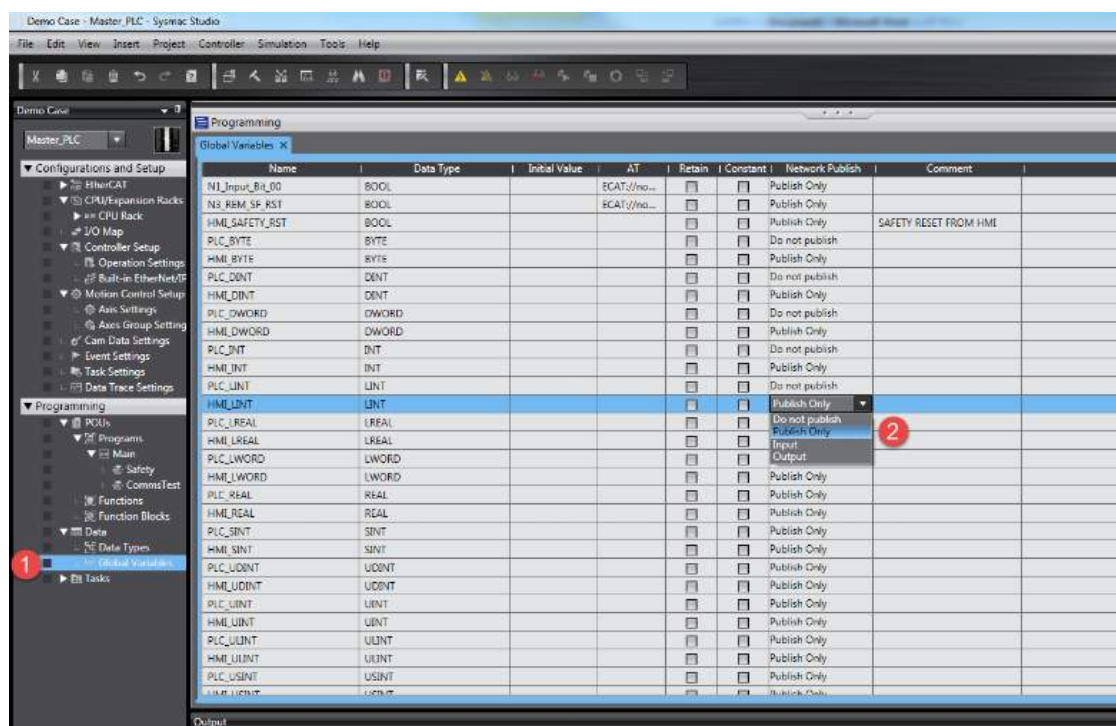 Demo Case - Master_PLC - Sysmac Studio
File Edit View Insert Project Controller Simulation Tools Help
Demo Case
Master_PLC
Configurations and Setup
EtherCAT
CPU/Expansion Racks
CPU Rack
I/O Map
Controller Setup
Operation Settings
Built-in EtherNet/IP
Motion Control Setup
Axis Settings
Axes Group Setting
Cam Data Settings
Event Settings
Task Settings
Data Trace Settings
Programming
POUs
Programs
Main
Safety
CommsTest
Functions
Function Blocks
Data
Data Types
1 Global Variables
Tasks
Programming
Global Variables X
Name Data Type Initial Value AT Retain Constant Network Publish Comment
N1_Input_Bit_00 BOOL ECAT://no... Publish Only
N3_REM_SF_RST BOOL ECAT://no... Publish Only
HMI_SAFETY_RST BOOL Publish Only SAFETY RESET FROM HMI
PLC_BYTE BYTE Do not publish
HMI_BYTE BYTE Publish Only
PLC_DINT DINT Do not publish
HMI_DINT DINT Publish Only
PLC_DWORD DWORD Do not publish
HMI_DWORD DWORD Publish Only
PLC_INT INT Do not publish
HMI_INT INT Publish Only
PLC_LINT LINT Do not publish
HMI_LINT LINT Publish Only
PLC_LREAL LREAL Do not publish
HMI_LREAL LREAL Publish Only 2
Input
PLC_LWORD LWORD Output
HMI_LWORD LWORD Publish Only
PLC_REAL REAL Publish Only
HMI_REAL REAL Publish Only
PLC_SINT SINT Publish Only
HMI_SINT SINT Publish Only
PLC_UDINT UDINT Publish Only
HMI_UDINT UDINT Publish Only
PLC_UINT UINT Publish Only
HMI_UINT UINT Publish Only
PLC_ULINT ULINT Publish Only
HMI_ULINT ULINT Publish Only
PLC_USINT USINT Publish Only
HMI_USINT USINT Publish Only
Output